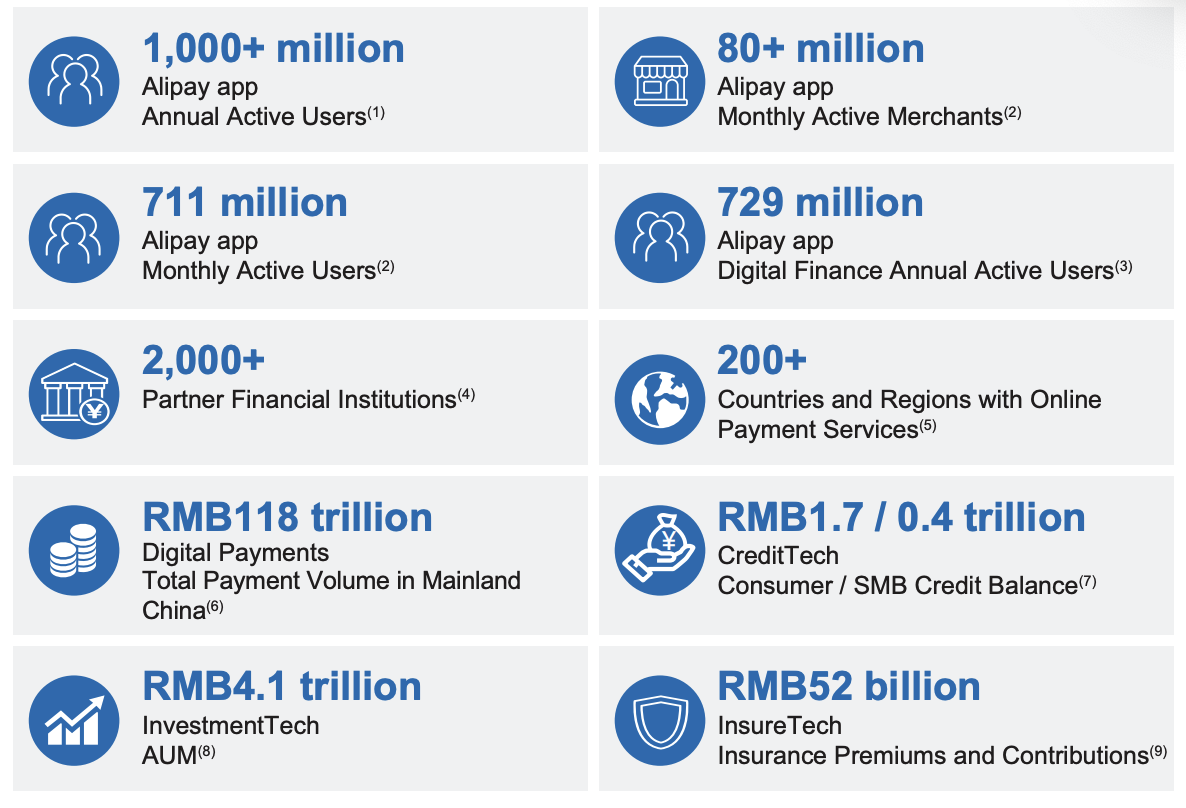 1,000+ million
Alipay app
Annual Active Users(1)
80+ million
Alipay app
Monthly Active Merchants(2)
711 million
Alipay app
Monthly Active Users(2)
729 million
Alipay app
Digital Finance Annual Active Users(3)
2,000+
Partner Financial Institutions(4)
¥
200+
Countries and Regions with Online
Payment Services(5)
RMB118 trillion
Digital Payments
Total Payment Volume in Mainland
China(6)
¥
RMB1.7 / 0.4 trillion
CreditTech
Consumer / SMB Credit Balance(7)
RMB4.1 trillion
InvestmentTech
AUM(8)
RMB52 billion
InsureTech
Insurance Premiums and Contributions(9)